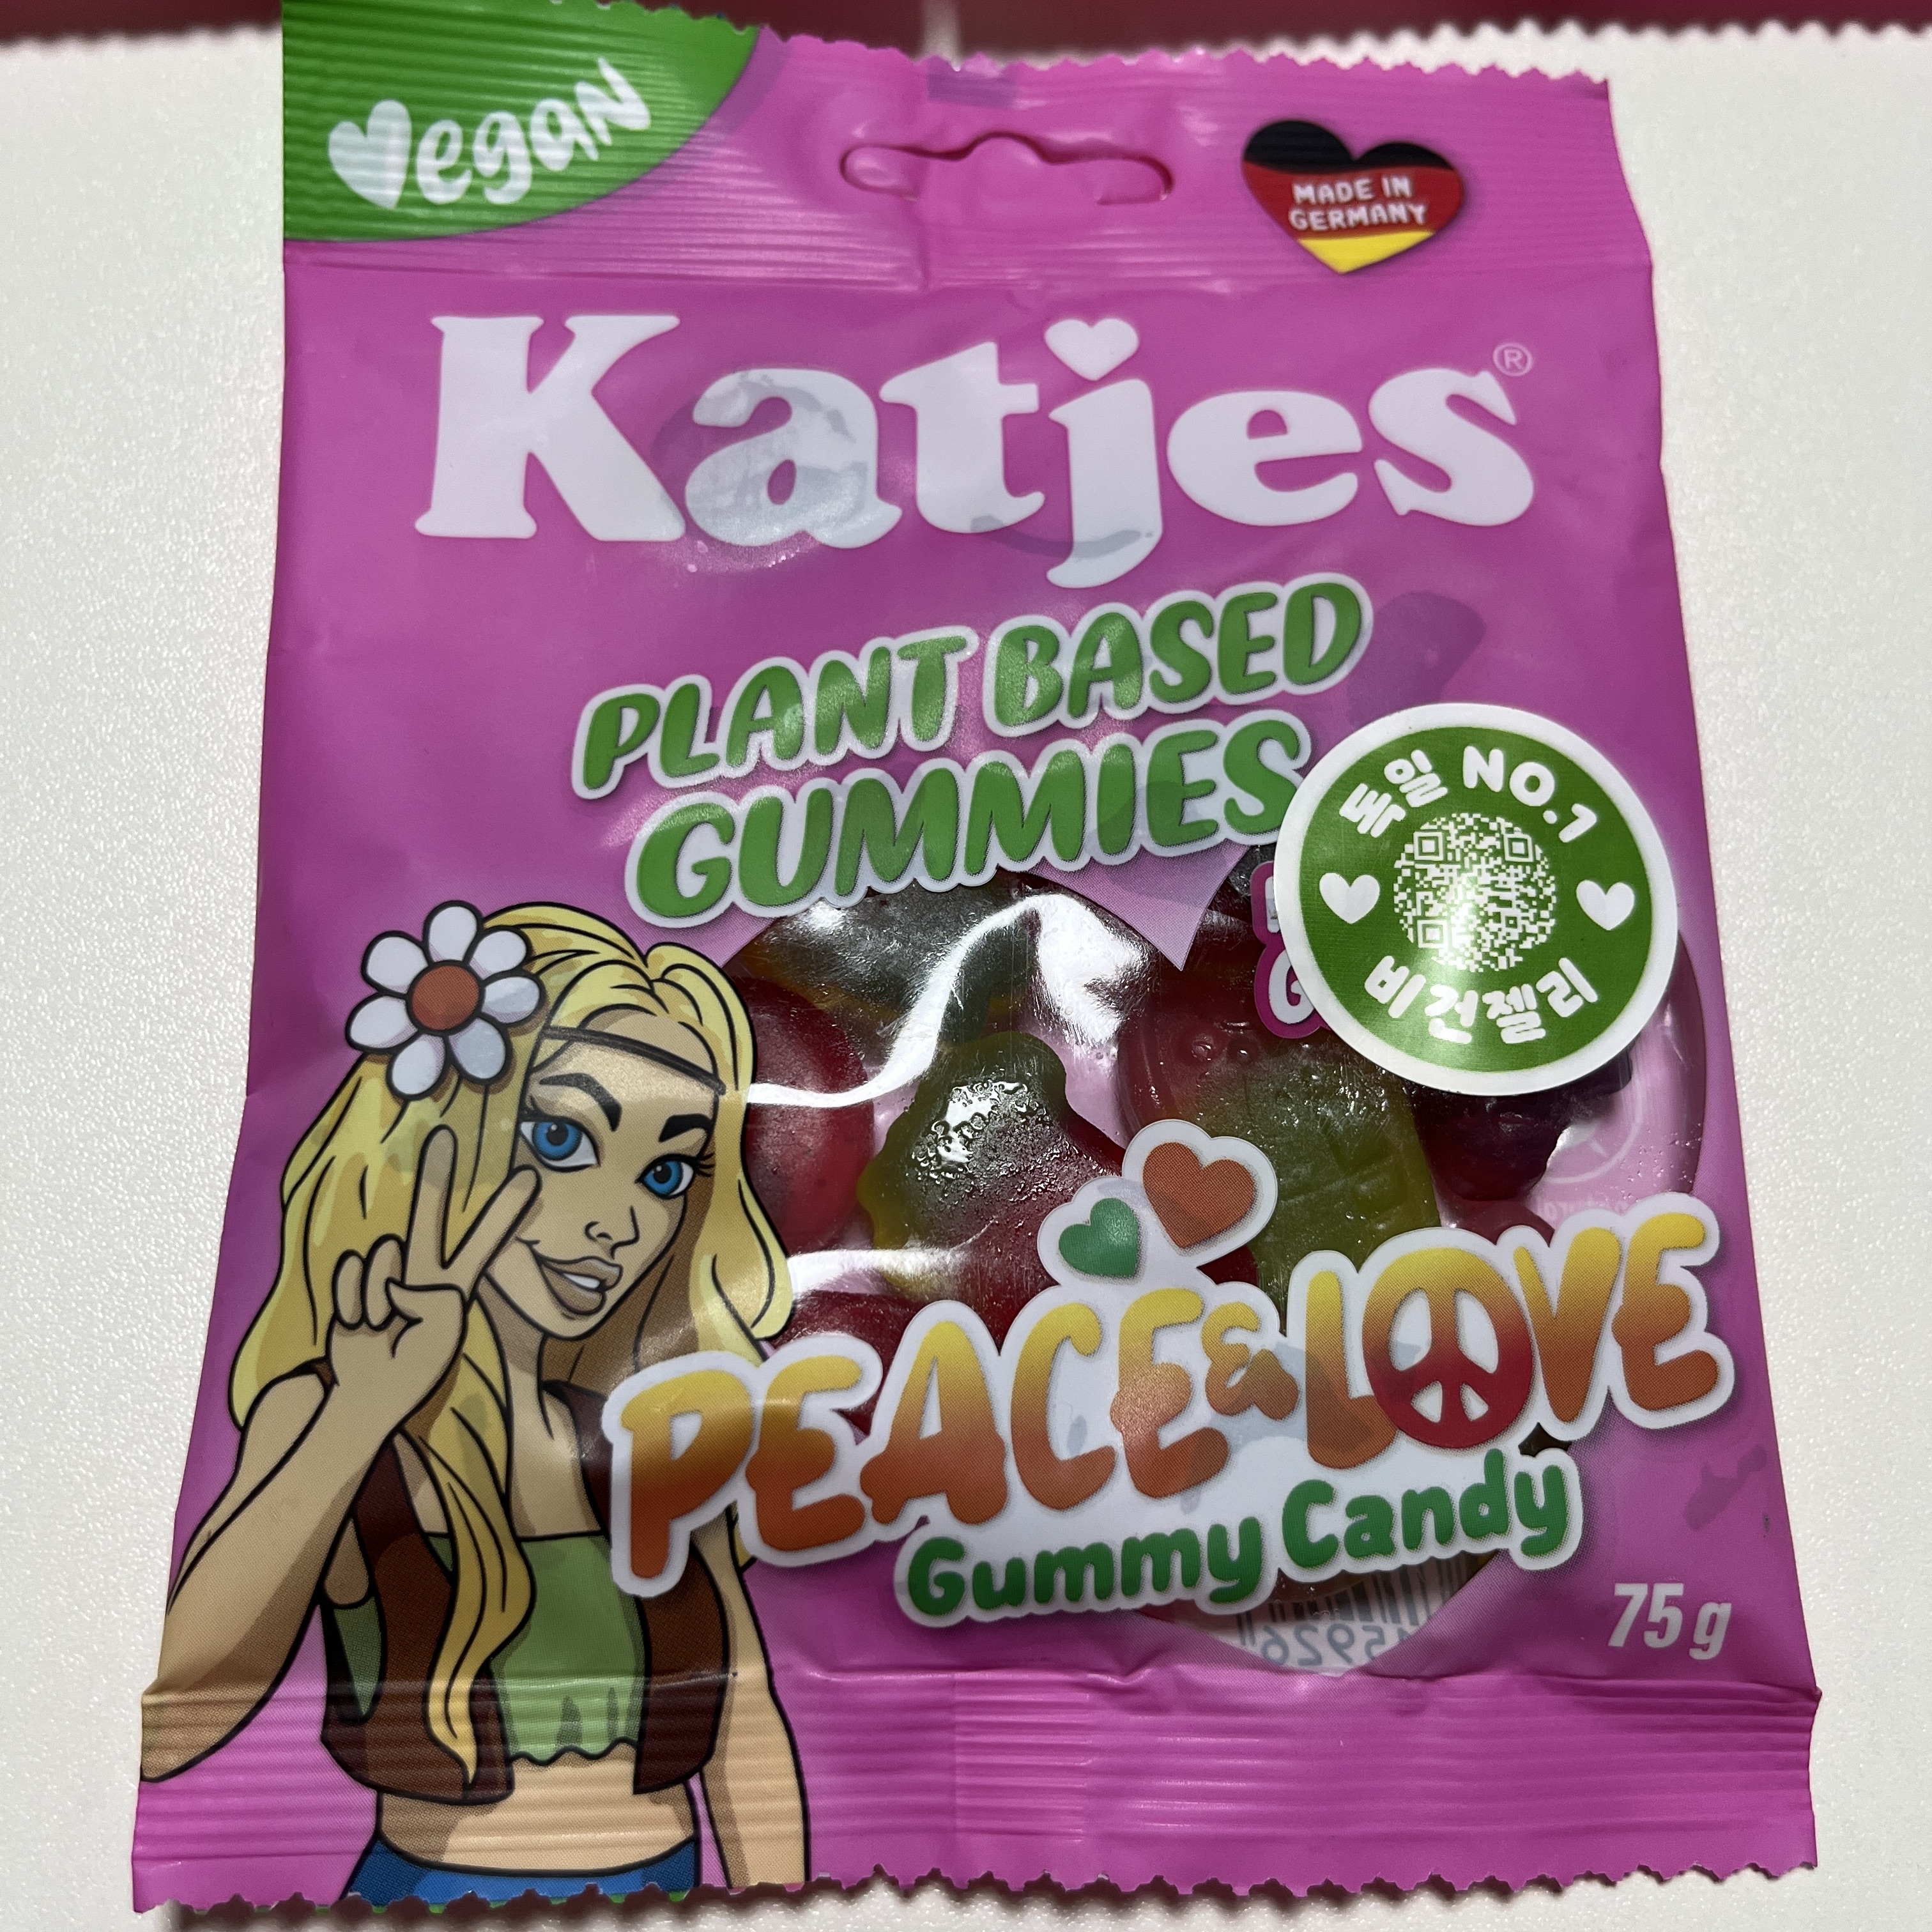 Vegan
MADE IN
GERMANY
Katjes®
PLANT BASED
GUMMIES
독일 NO.1
비건젤리
PEACE & LOVE
Gummy Candy
75 g